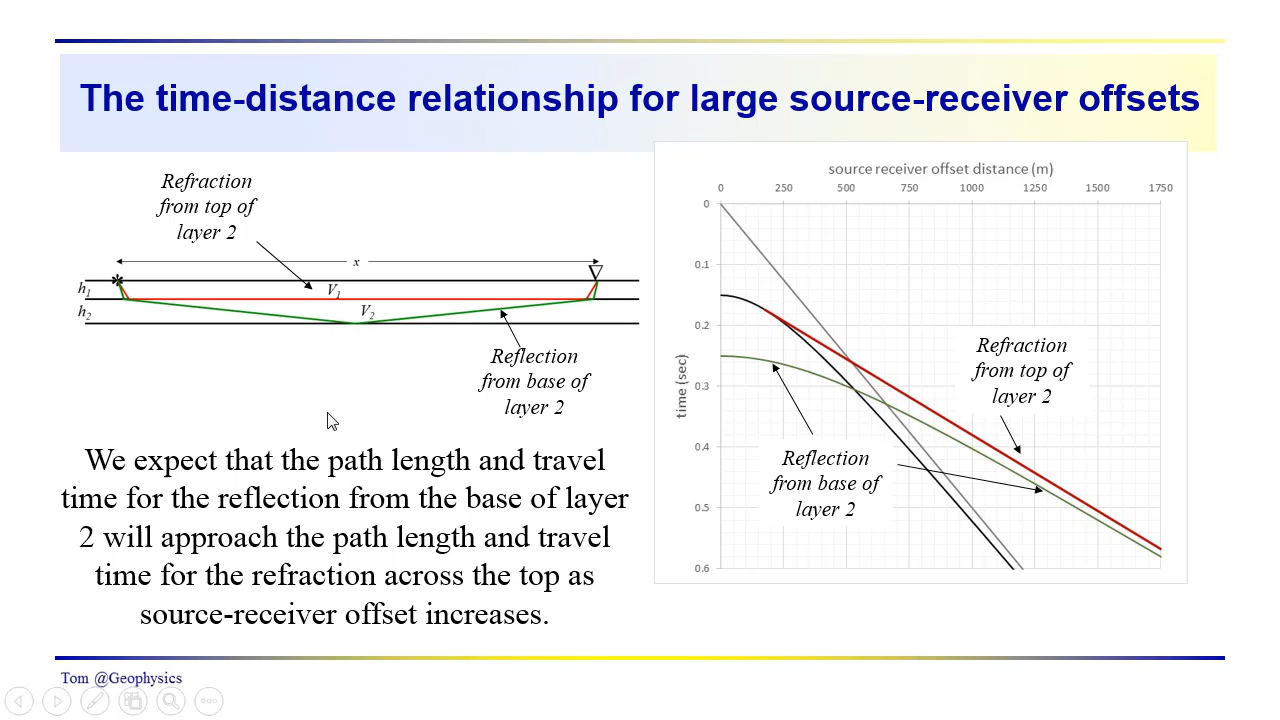 The time-distance relationship for large source-receiver offsets
Refraction
from top of
layer 2
x
h1
V1
h2
V2
Reflection
from base of
layer 2
We expect that the path length and travel
time for the reflection from the base of layer
2 will approach the path length and travel
time for the refraction across the top as
source-receiver offset increases.
source receiver offset distance (m)
0 250 500 750 1000 1250 1500 1750
0
0.1
0.2
0.3
0.4
0.5
0.6
time (sec)
Refraction
from top of
layer 2
Reflection
from base of
layer 2
Tom @Geophysics